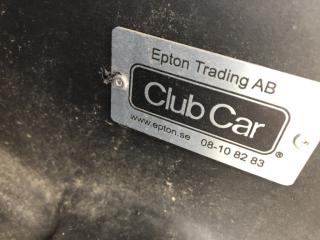 Epton Trading AB
Club Car
®
www.epton.se 08-10 82 83